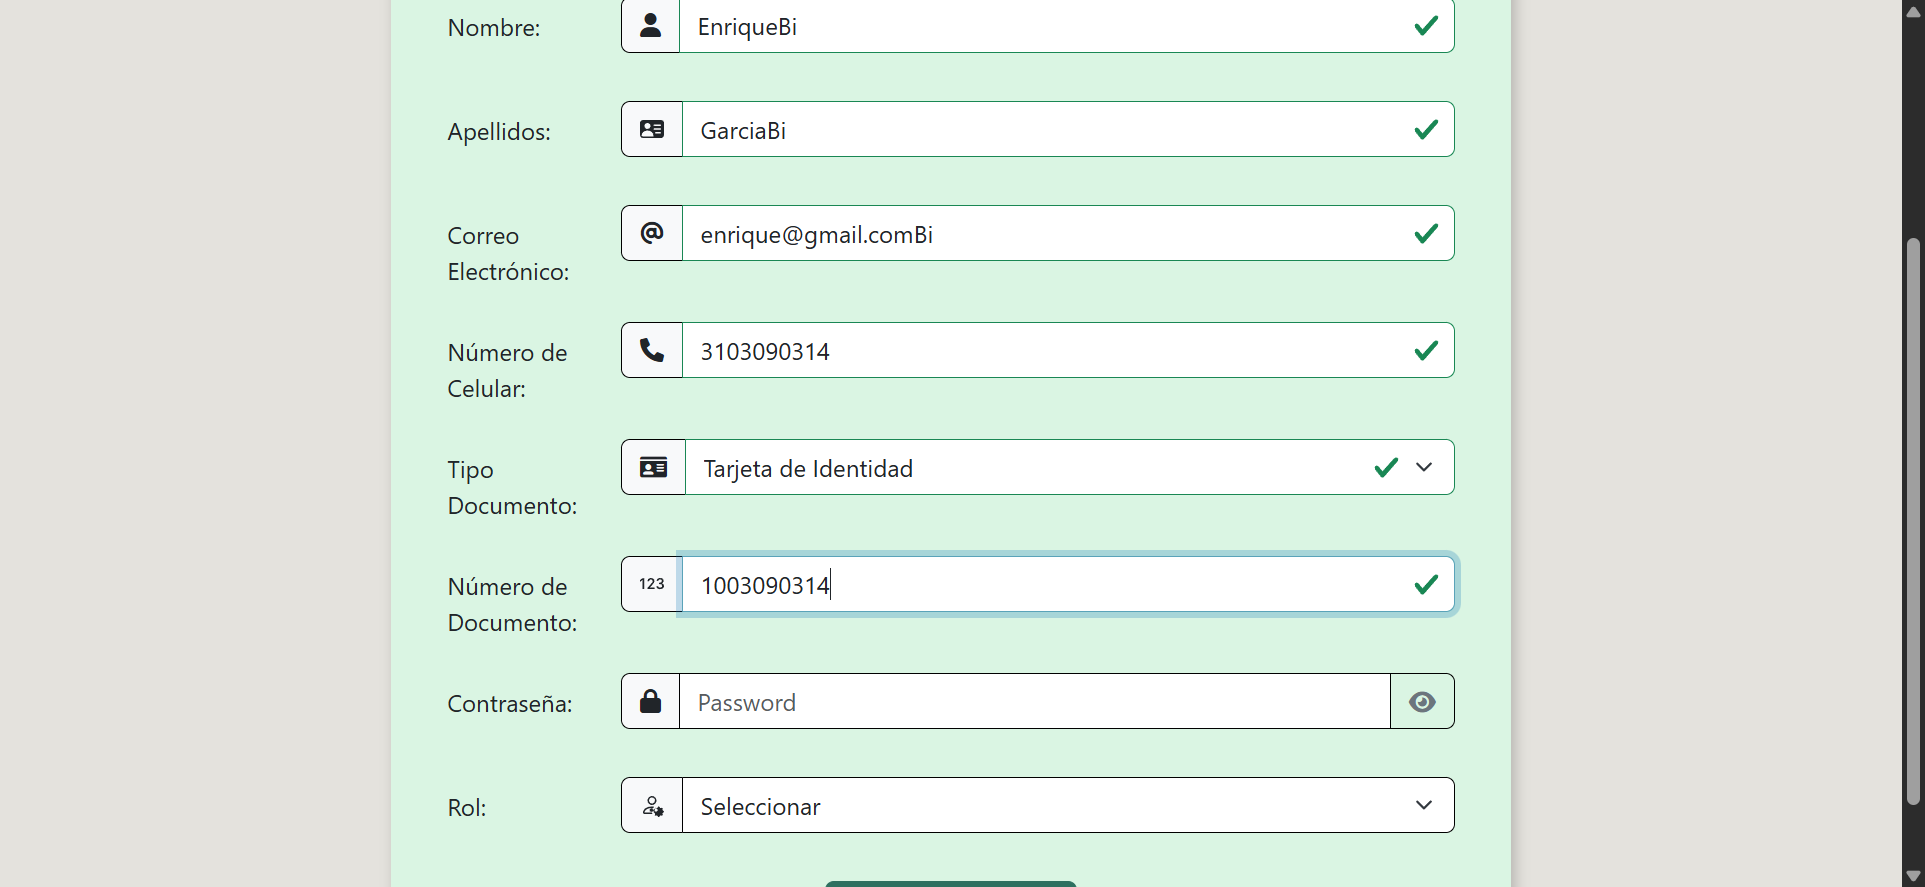 Nombre:
EnriqueBi
Apellidos:
GarciaBi
Correo
Electrónico:
enrique@gmail.comBi
Número de
Celular:
3103090314
Tipo
Documento:
Tarjeta de Identidad
Número de
Documento:
123
1003090314
Contraseña:
Password
Rol:
Seleccionar